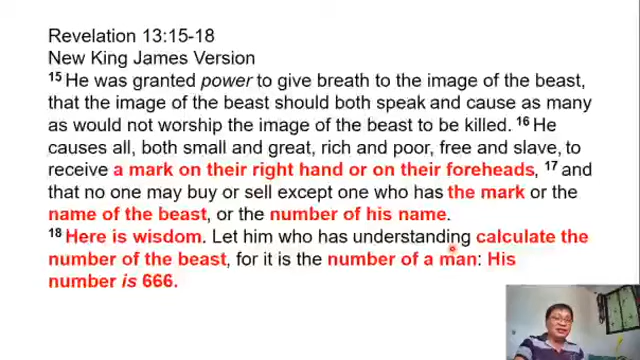 Revelation 13:15-18
New King James Version
15 He was granted power to give breath to the image of the beast,
that the image of the beast should both speak and cause as many
as would not worship the image of the beast to be killed. 16 He
causes all, both small and great, rich and poor, free and slave, to
receive a mark on their right hand or on their foreheads, 17 and
that no one may buy or sell except one who has the mark or the
name of the beast, or the number of his name.
18 Here is wisdom. Let him who has understanding calculate the
number of the beast, for it is the number of a man: His
number is 666.